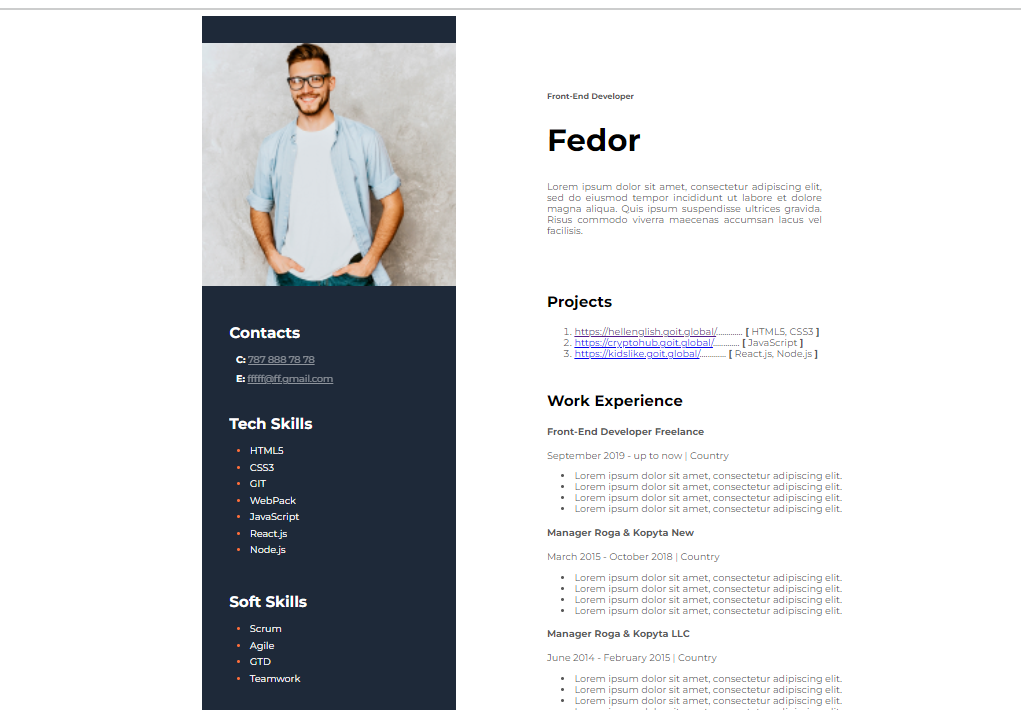 Contacts
C: 787 888 78 78
E: fffff@ff.gmail.com
Tech Skills
HTML5
CSS3
GIT
WebPack
JavaScript
React.js
Node.js
Soft Skills
Scrum
Agile
GTD
Teamwork
Front-End Developer
Fedor
Lorem ipsum dolor sit amet, consectetur adipiscing elit,
sed do eiusmod tempor incididunt ut labore et dolore
magna aliqua. Quis ipsum suspendisse ultrices gravida.
Risus commodo viverra maecenas accumsan lacus vel
facilisis.
Projects
1. https://hellenglish.goit.global/............. [ HTML5, CSS3 ]
2. https://cryptohub.goit.global/............. [ JavaScript ]
3. https://kidslike.goit.global/............. [ React.js, Node.js ]
Work Experience
Front-End Developer Freelance
September 2019 - up to now | Country
Lorem ipsum dolor sit amet, consectetur adipiscing elit.
Lorem ipsum dolor sit amet, consectetur adipiscing elit.
Lorem ipsum dolor sit amet, consectetur adipiscing elit.
Lorem ipsum dolor sit amet, consectetur adipiscing elit.
Manager Roga & Kopyta New
March 2015 - October 2018 | Country
Lorem ipsum dolor sit amet, consectetur adipiscing elit.
Lorem ipsum dolor sit amet, consectetur adipiscing elit.
Lorem ipsum dolor sit amet, consectetur adipiscing elit.
Lorem ipsum dolor sit amet, consectetur adipiscing elit.
Manager Roga & Kopyta LLC
June 2014 - February 2015 | Country
Lorem ipsum dolor sit amet, consectetur adipiscing elit.
Lorem ipsum dolor sit amet, consectetur adipiscing elit.
Lorem ipsum dolor sit amet, consectetur adipiscing elit.